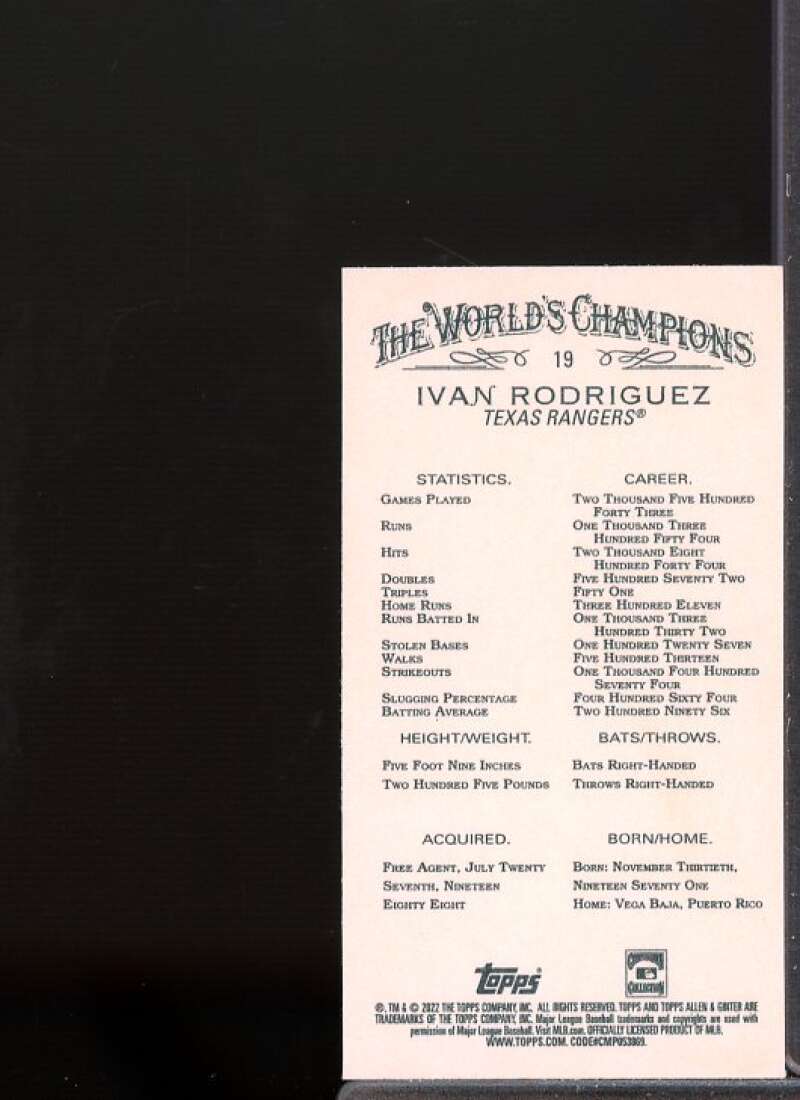 THE WORLD'S CHAMPIONS
19
IVAN RODRIGUEZ
TEXAS RANGERS®
STATISTICS. CAREER.
GAMES PLAYED TWO THOUSAND FIVE HUNDRED
FORTY THREE
RUNS ONE THOUSAND THREE
HUNDRED FIFTY FOUR
HITS TWO THOUSAND EIGHT
HUNDRED FORTY FOUR
DOUBLES FIVE HUNDRED SEVENTY TWO
TRIPLES FIFTY ONE
HOME RUNS THREE HUNDRED ELEVEN
RUNS BATTED IN ONE THOUSAND THREE
HUNDRED THIRTY TWO
STOLEN BASES ONE HUNDRED TWENTY SEVEN
WALKS FIVE HUNDRED THIRTEEN
STRIKEOUTS ONE THOUSAND FOUR HUNDRED
SEVENTY FOUR
SLUGGING PERCENTAGE FOUR HUNDRED SIXTY FOUR
BATTING AVERAGE TWO HUNDRED NINETY SIX
HEIGHT/WEIGHT. BATS/THROWS.
FIVE FOOT NINE INCHES BATS RIGHT-HANDED
TWO HUNDRED FIVE POUNDS THROWS RIGHT-HANDED
ACQUIRED. BORN/HOME.
FREE AGENT, JULY TWENTY BORN: NOVEMBER THIRTIETH,
SEVENTH, NINETEEN NINETEEN SEVENTY ONE
EIGHTY EIGHT HOME: VEGA BAJA, PUERTO RICO
Topps® COOPERSTOWN
COLLECTION
®, TM & © 2022 THE TOPPS COMPANY, INC. ALL RIGHTS RESERVED. TOPPS AND TOPPS ALLEN & GINTER ARE
TRADEMARKS OF THE TOPPS COMPANY, INC. Major League Baseball trademarks and copyrights are used with
permission of Major League Baseball. Visit MLB.com. OFFICIALLY LICENSED PRODUCT OF MLB.
WWW.TOPPS.COM. CODE#CMP053869.